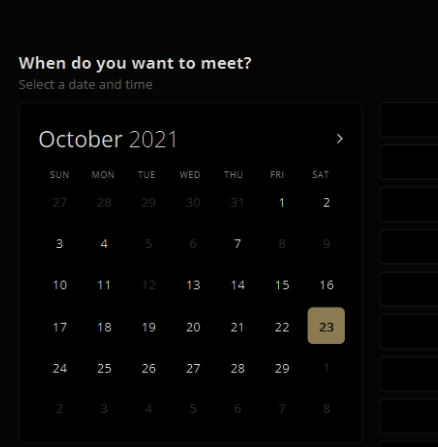 When do you want to meet?
Select a date and time
October 2021 >
SUN MON TUE WED THU FRI SAT
27 28 29 30 31 1 2
3 4 5 6 7 8 9
10 11 12 13 14 15 16
17 18 19 20 21 22 23
24 25 26 27 28 29 1
2 3 4 5 6 7 8